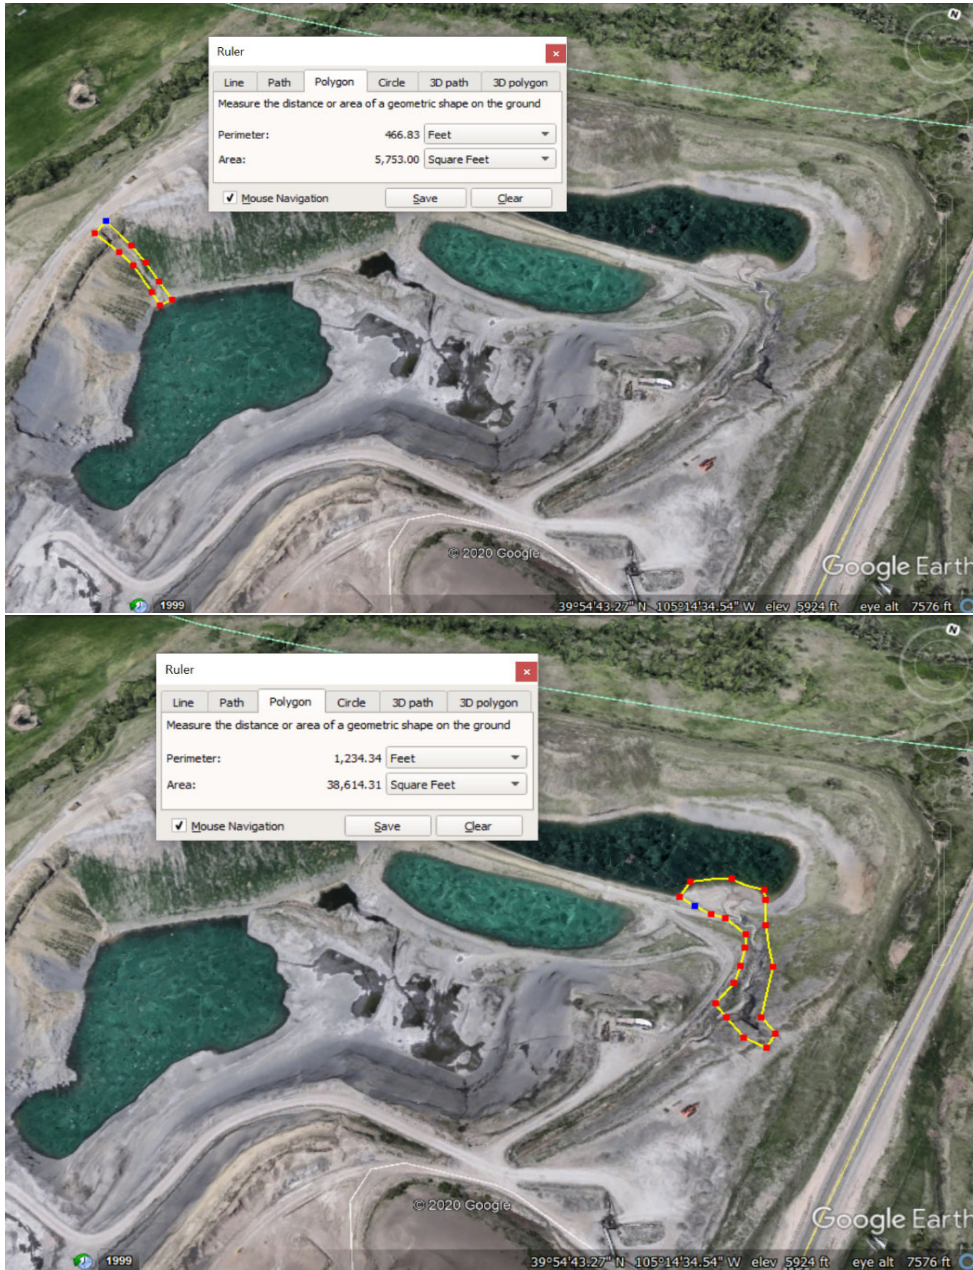 N
Ruler
Line Path Polygon Circle 3D path 3D polygon
Measure the distance or area of a geometric shape on the ground
Perimeter: 466.83 Feet
Area: 5,753.00 Square Feet
Mouse Navigation Save Clear
© 2020 Google
Google Earth
1999 39°54'43.27" N 105°14'34.54" W elev 5924 ft eye alt 7576 ft
N
Ruler
Line Path Polygon Circle 3D path 3D polygon
Measure the distance or area of a geometric shape on the ground
Perimeter: 1,234.34 Feet
Area: 38,614.31 Square Feet
Mouse Navigation Save Clear
© 2020 Google
Google Earth
1999 39°54'43.27" N 105°14'34.54" W elev 5924 ft eye alt 7576 ft